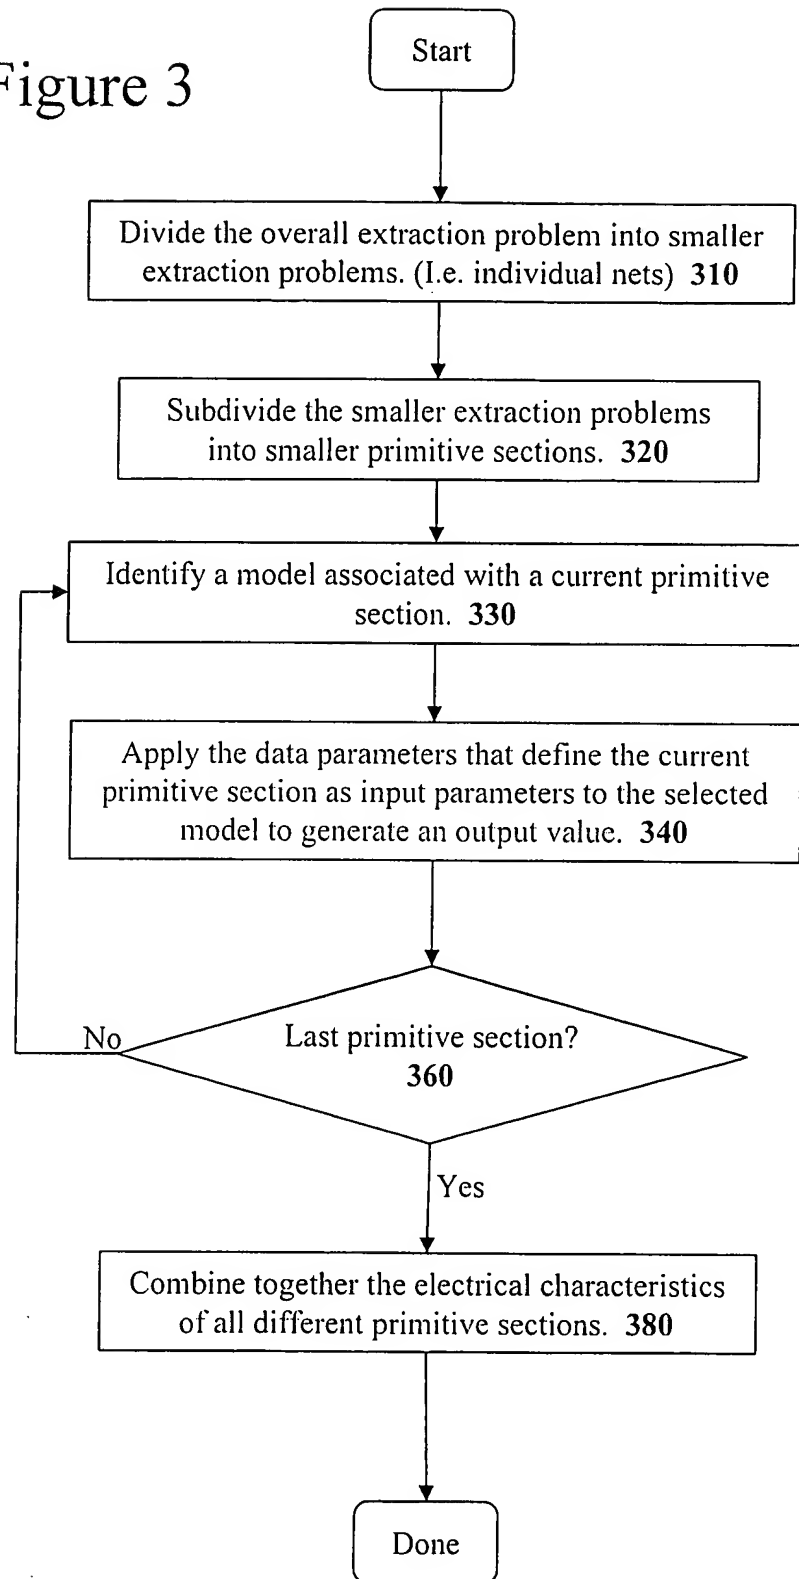 Figure 3
Start
Divide the overall extraction problem into smaller
extraction problems. (I.e. individual nets) 310
Subdivide the smaller extraction problems
into smaller primitive sections. 320
Identify a model associated with a current primitive
section. 330
Apply the data parameters that define the current
primitive section as input parameters to the selected
model to generate an output value. 340
No
Last primitive section?
360
Yes
Combine together the electrical characteristics
of all different primitive sections. 380
Done